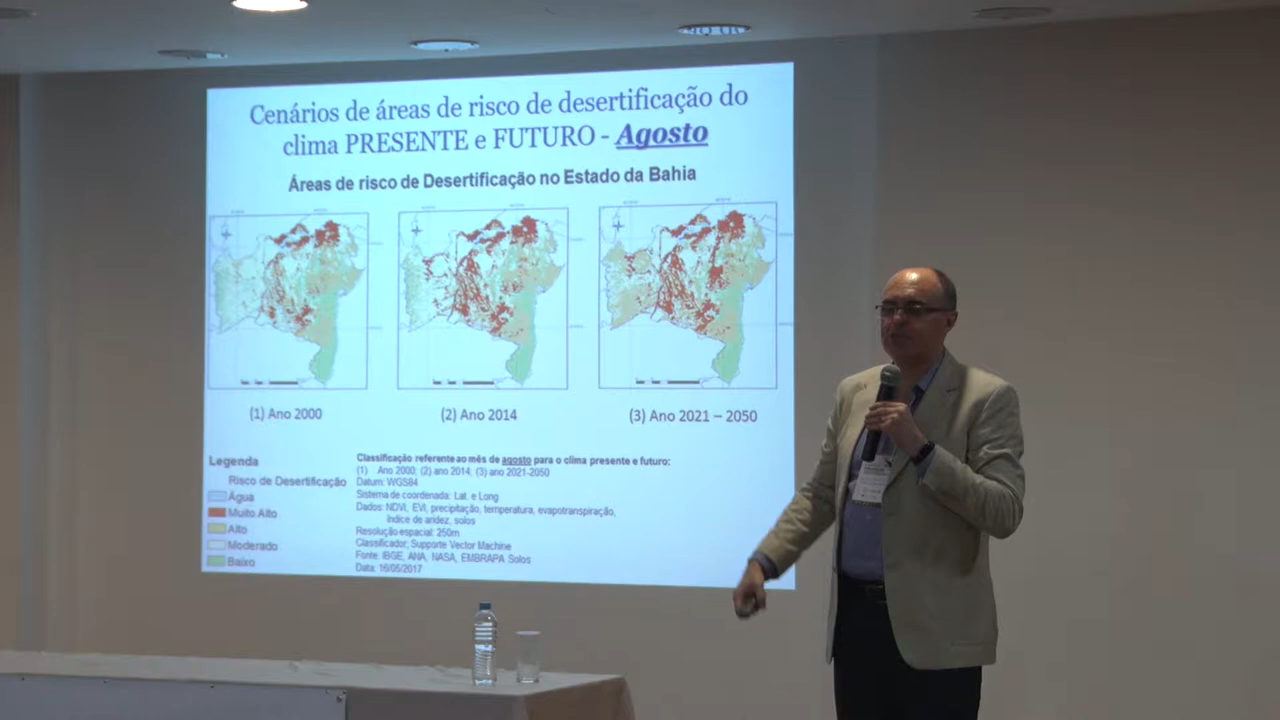 Cenários de áreas de risco de desertificação do
clima PRESENTE e FUTURO - Agosto
Áreas de risco de Desertificação no Estado da Bahia
(1) Ano 2000
(2) Ano 2014
(3) Ano 2021 – 2050
Legenda
Risco de Desertificação
Água
Muito Alto
Alto
Moderado
Baixo
Classificação referente ao mês de agosto para o clima presente e futuro:
(1) Ano 2000; (2) ano 2014; (3) ano 2021-2050
Datum: WGS84
Sistema de coordenada: Lat. e Long
Dados: NDVI, EVI, precipitação, temperatura, evapotranspiração,
índice de aridez, solos
Resolução espacial: 250m
Classificador, Supporte Vector Machine
Fonte: IBGE, ANA, NASA, EMBRAPA Solos
Data: 16/05/2017